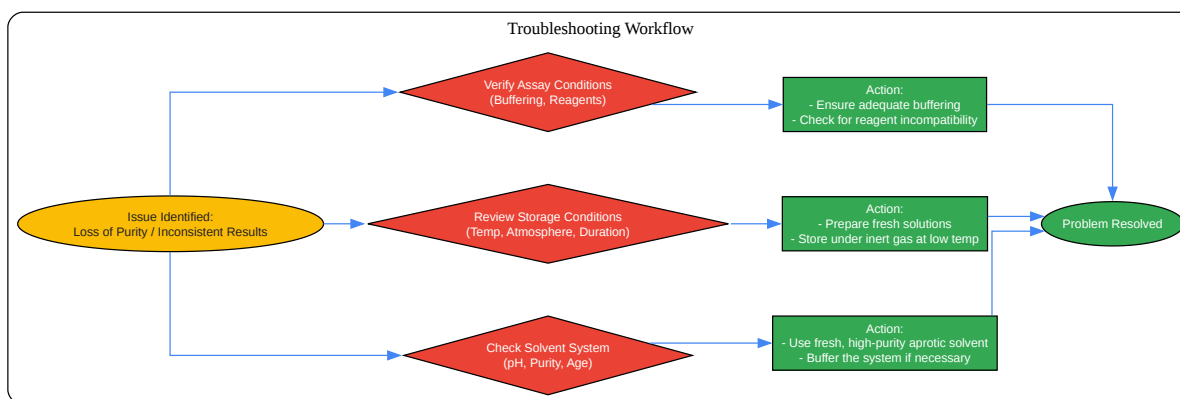 Troubleshooting Workflow
Verify Assay Conditions
(Buffering, Reagents)
Action:
- Ensure adequate buffering
- Check for reagent incompatibility
Issue Identified:
Loss of Purity / Inconsistent Results
Review Storage Conditions
(Temp, Atmosphere, Duration)
Action:
- Prepare fresh solutions
- Store under inert gas at low temp
Problem Resolved
Check Solvent System
(pH, Purity, Age)
Action:
- Use fresh, high-purity aprotic solvent
- Buffer the system if necessary